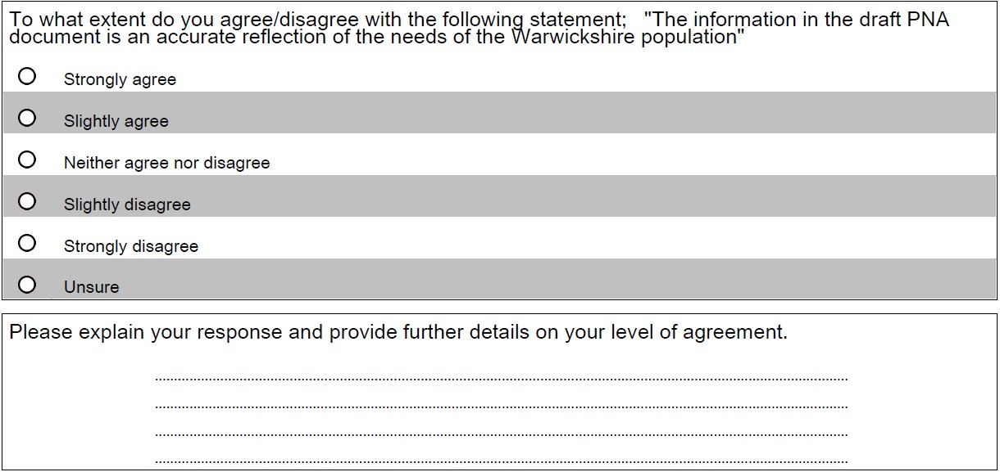 To what extent do you agree/disagree with the following statement;   "The information in the draft PNA
document is an accurate reflection of the needs of the Warwickshire population"
Strongly agree
Slightly agree
Neither agree nor disagree
Slightly disagree
Strongly disagree
Unsure
Please explain your response and provide further details on your level of agreement.